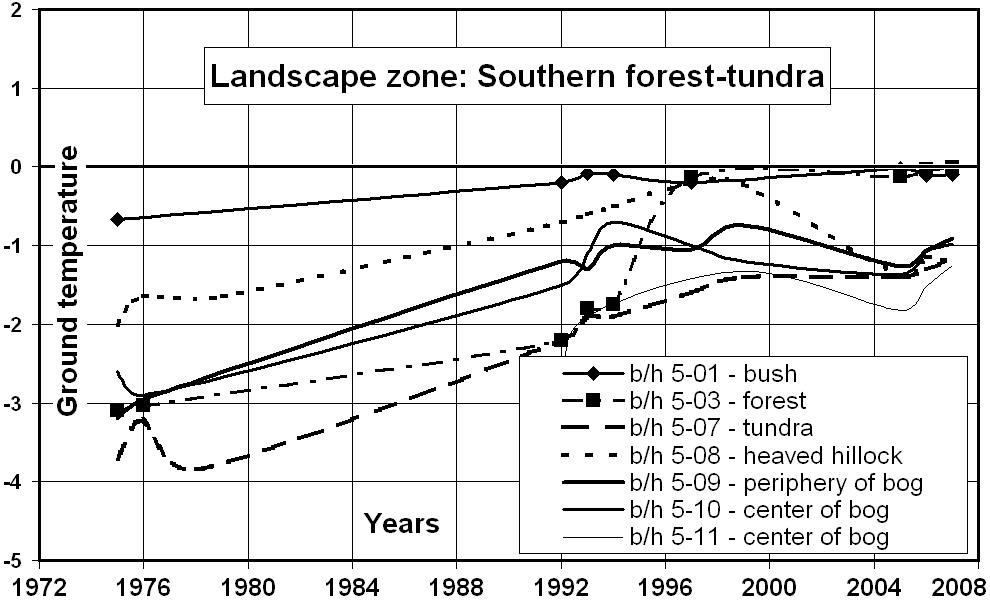 2
Landscape zone: Southern forest-tundra
1
0
-1
-2
-3
-4
-5
Ground temperature
b/h 5-01 - bush
b/h 5-03 - forest
b/h 5-07 - tundra
b/h 5-08 - heaved hillock
b/h 5-09 - periphery of bog
b/h 5-10 - center of bog
b/h 5-11 - center of bog
Years
1972 1976 1980 1984 1988 1992 1996 2000 2004 2008